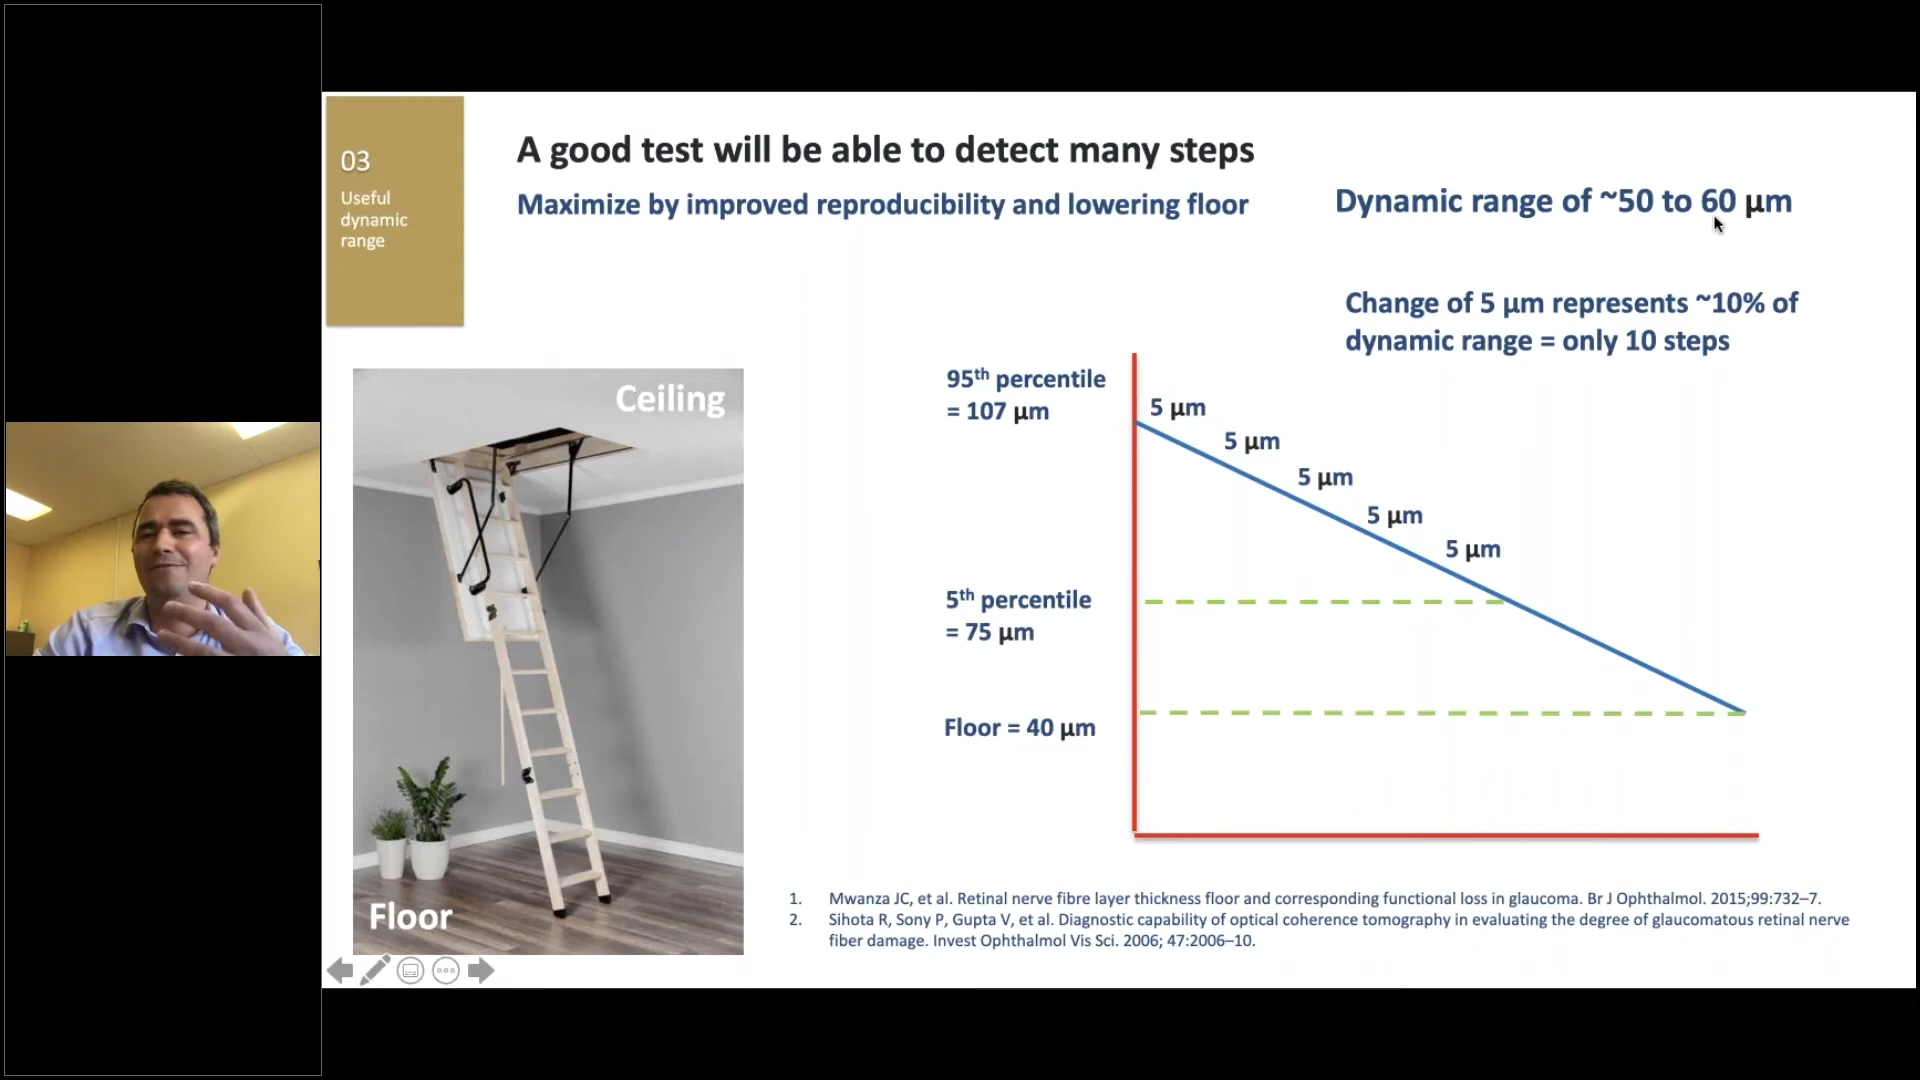 03
Useful
dynamic
range
A good test will be able to detect many steps
Maximize by improved reproducibility and lowering floor
Dynamic range of ~50 to 60 µm
Change of 5 µm represents ~10% of
dynamic range = only 10 steps
Ceiling
Floor
95th percentile
= 107 µm
5 µm
5 µm
5 µm
5 µm
5 µm
5th percentile
= 75 µm
Floor = 40 µm
1. Mwanza JC, et al. Retinal nerve fibre layer thickness floor and corresponding functional loss in glaucoma. Br J Ophthalmol. 2015;99:732–7.
2. Sihota R, Sony P, Gupta V, et al. Diagnostic capability of optical coherence tomography in evaluating the degree of glaucomatous retinal nerve
fiber damage. Invest Ophthalmol Vis Sci. 2006; 47:2006–10.